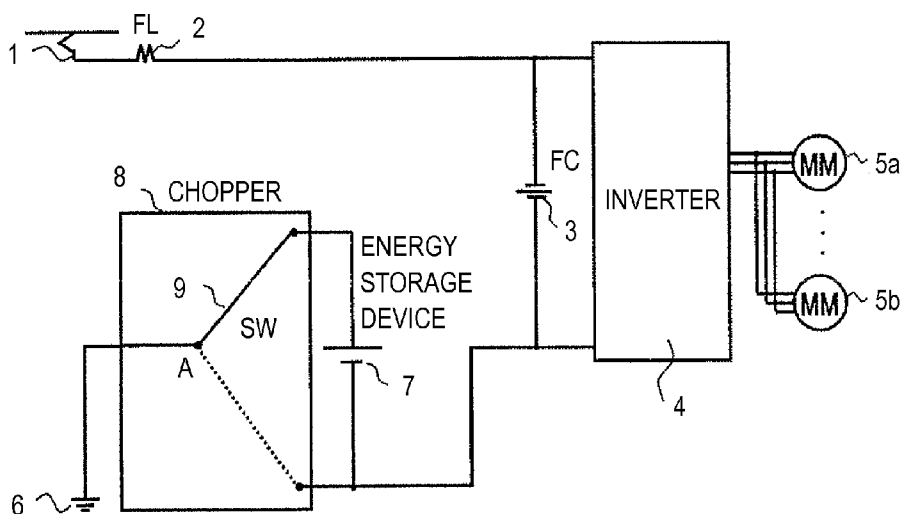 FL
2
1
8
CHOPPER
FC
3
INVERTER
MM
5a
9
SW
A
ENERGY
STORAGE
DEVICE
7
MM
5b
4
6